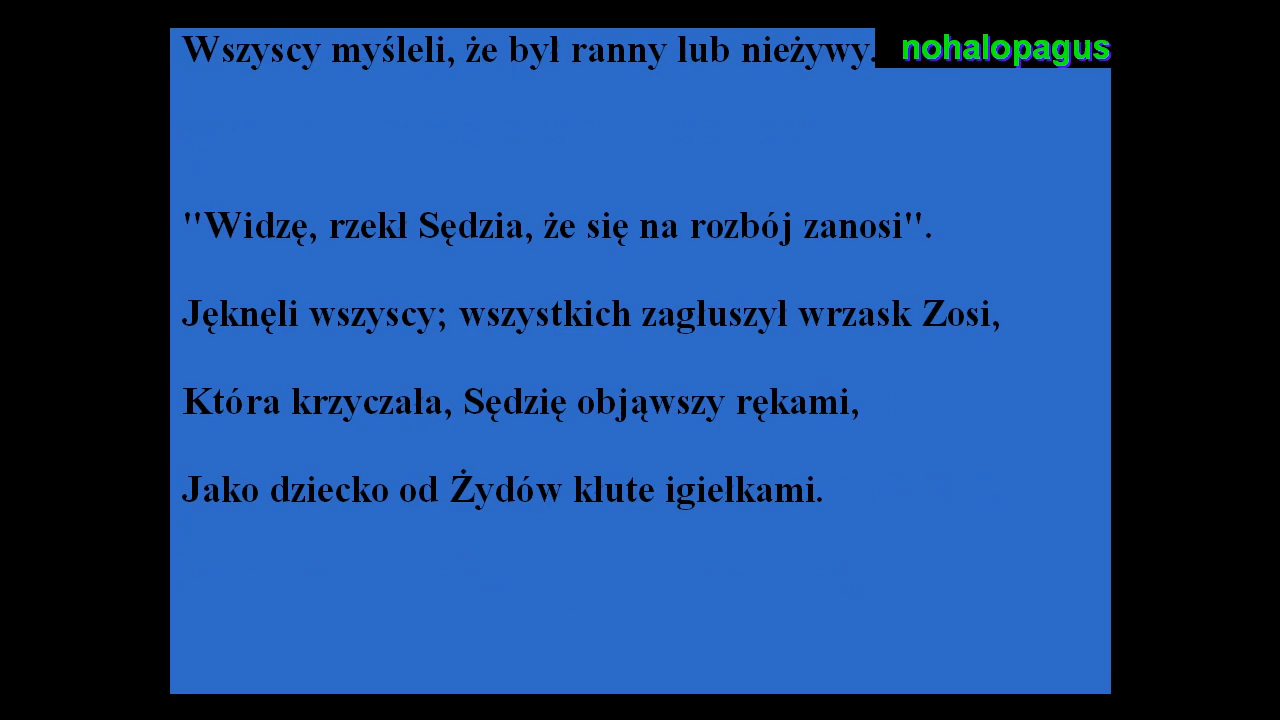 Wszyscy myśleli, że był ranny lub nieżywy.
nohalopagus
"Widzę, rzekł Sędzia, że się na rozbój zanosi".
Jęknęli wszyscy; wszystkich zagłuszył wrzask Zosi,
Która krzyczała, Sędzię objąwszy rękami,
Jako dziecko od Żydów kłute igiełkami.